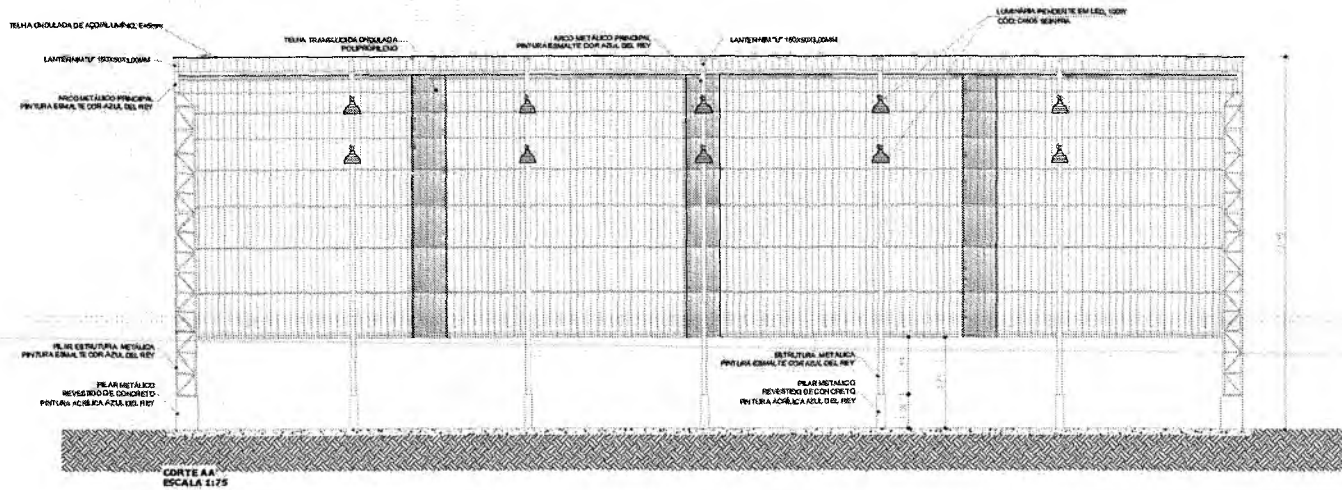 LUMINÁRIA PENDENTE EM LED, 100W
TELHA ONDULADA DE AÇO/ALUMÍNIO,
TELHA TRANSLÚCIDA ONDULADA
POLIPROPILENO
ARCO METÁLICO PRINCIPAL
PINTURA ESMALTE COR AZUL DEL REY
LANTERNIM "U" 150X50X3,00MM
LANTERNIM "U" 150X50X3,00MM
ARCO METÁLICO PRINCIPAL
PINTURA ESMALTE COR AZUL DEL REY
PILAR ESTRUTURA METÁLICA
PINTURA ESMALTE COR AZUL DEL REY
PILAR METÁLICO
REVESTIDO DE CONCRETO
PINTURA ACRÍLICA AZUL DEL REY
ESTRUTURA METÁLICA
PINTURA ESMALTE COR AZUL DEL REY
PILAR METÁLICO
REVESTIDO DE CONCRETO
PINTURA ACRÍLICA AZUL DEL REY
CORTE AA
ESCALA 1:75